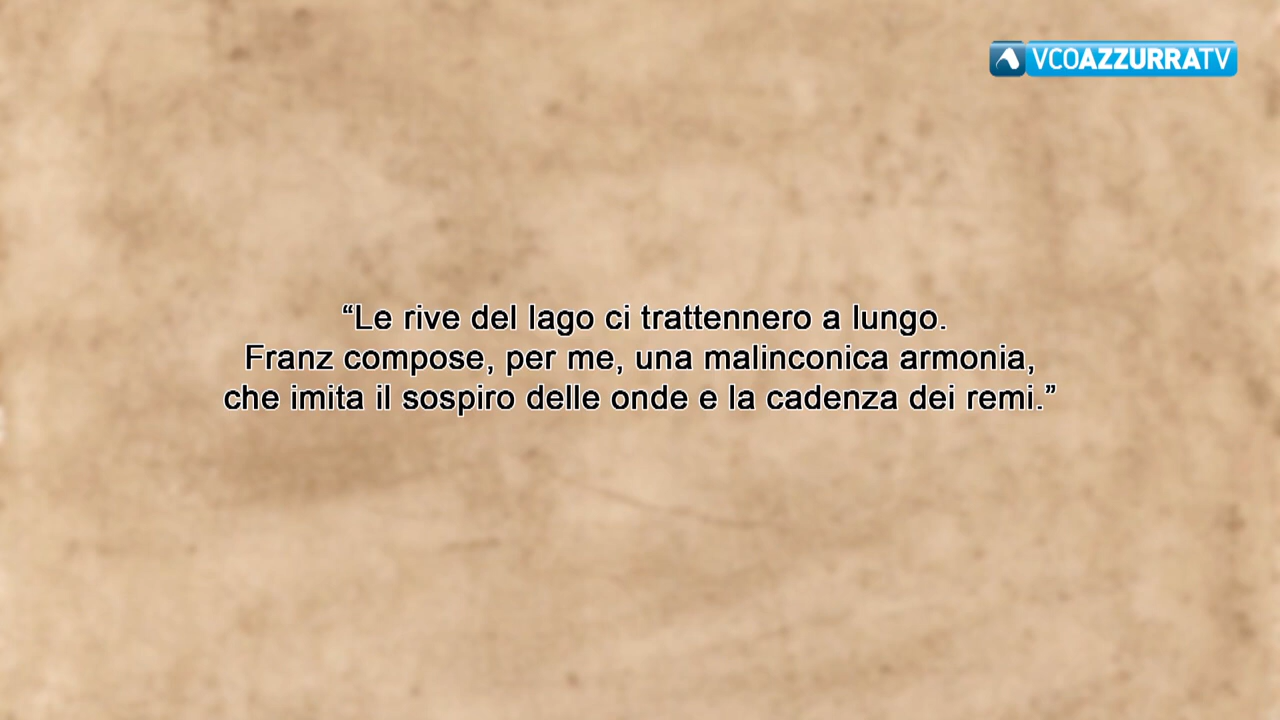 VCOAZZURRATV
“Le rive del lago ci trattennero a lungo.
Franz compose, per me, una malinconica armonia,
che imita il sospiro delle onde e la cadenza dei remi.”